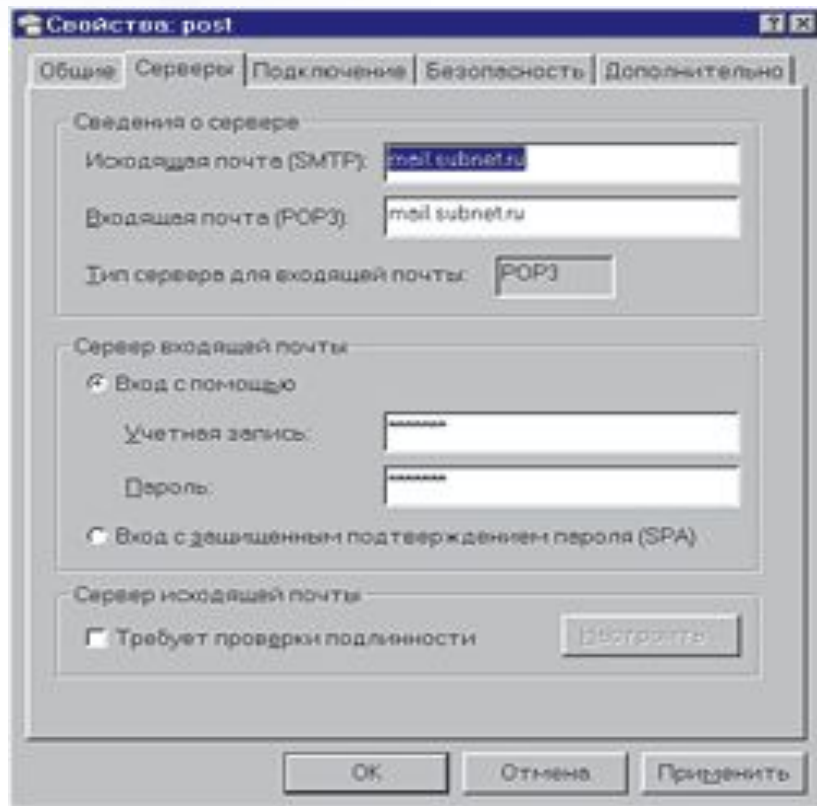 Свойства: post
Общие Серверы Подключение Безопасность Дополнительно
Сведения о сервере
Исходящая почта (SMTP): mail.subnet.ru
Входящая почта (POP3): mail.subnet.ru
Тип сервера для входящей почты: POP3
Сервер входящей почты
Вход с помощью
Учетная запись: *******
Пароль: *******
Вход с защищенным подтверждением пароля (SPA)
Сервер исходящей почты
Требует проверки подлинности Настроить...
OK Отмена Применить